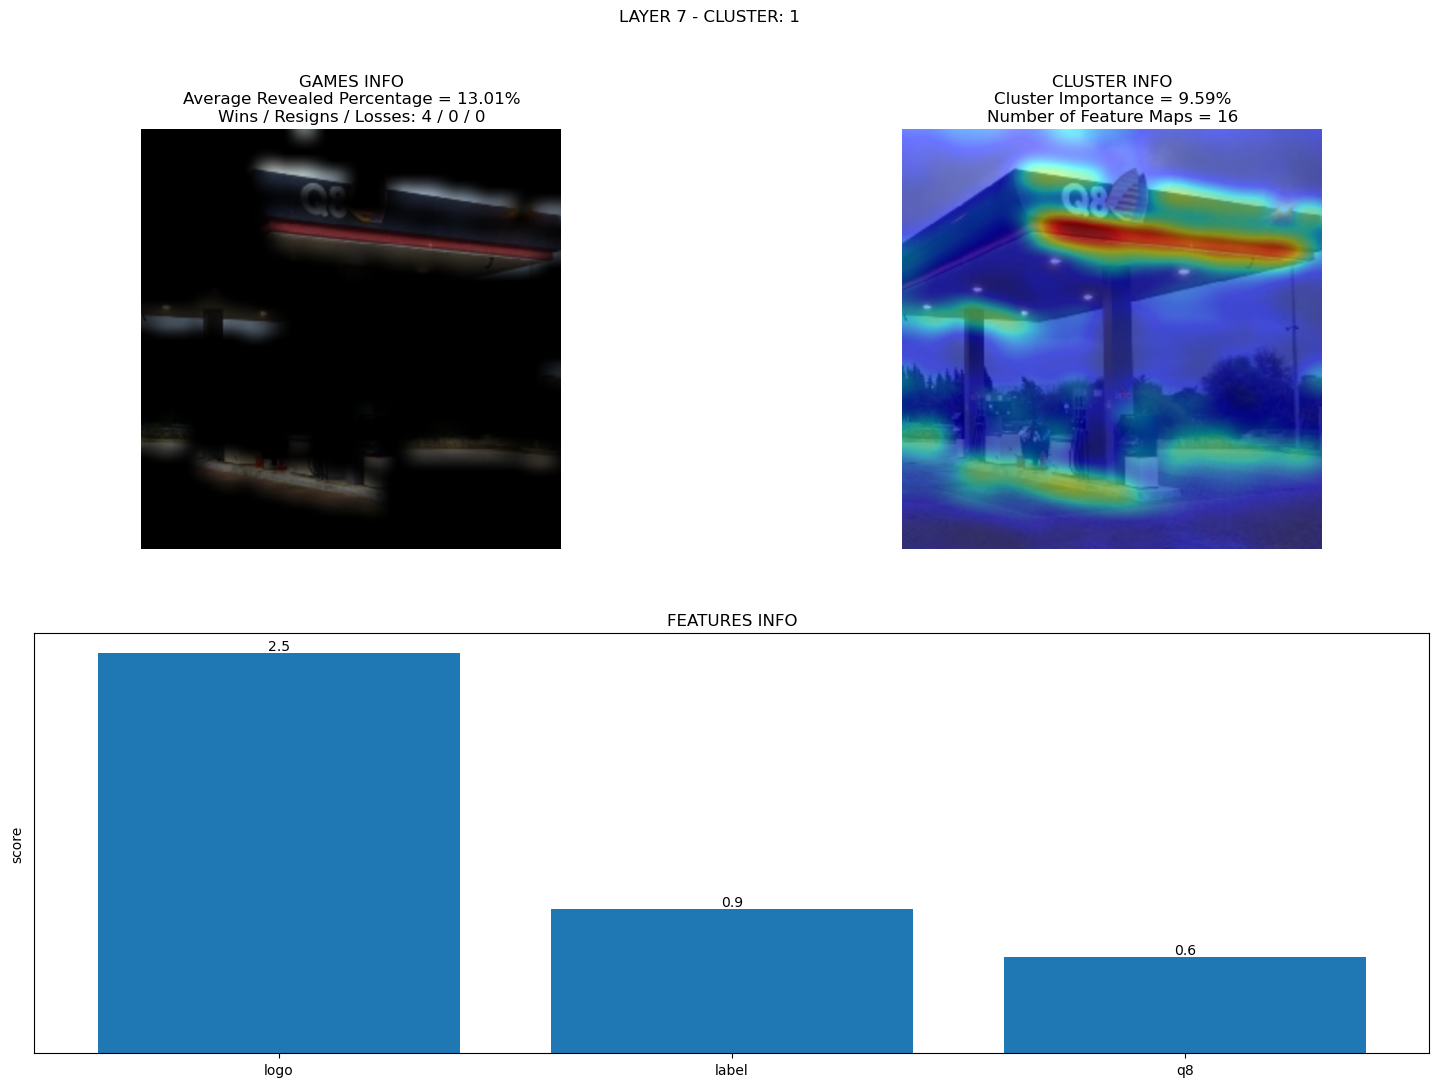 LAYER 7 - CLUSTER: 1
GAMES INFO
Average Revealed Percentage = 13.01%
Wins / Resigns / Losses: 4 / 0 / 0
Q8
CLUSTER INFO
Cluster Importance = 9.59%
Number of Feature Maps = 16
Q8
FEATURES INFO
score
2.5
0.9
0.6
logo
label
q8